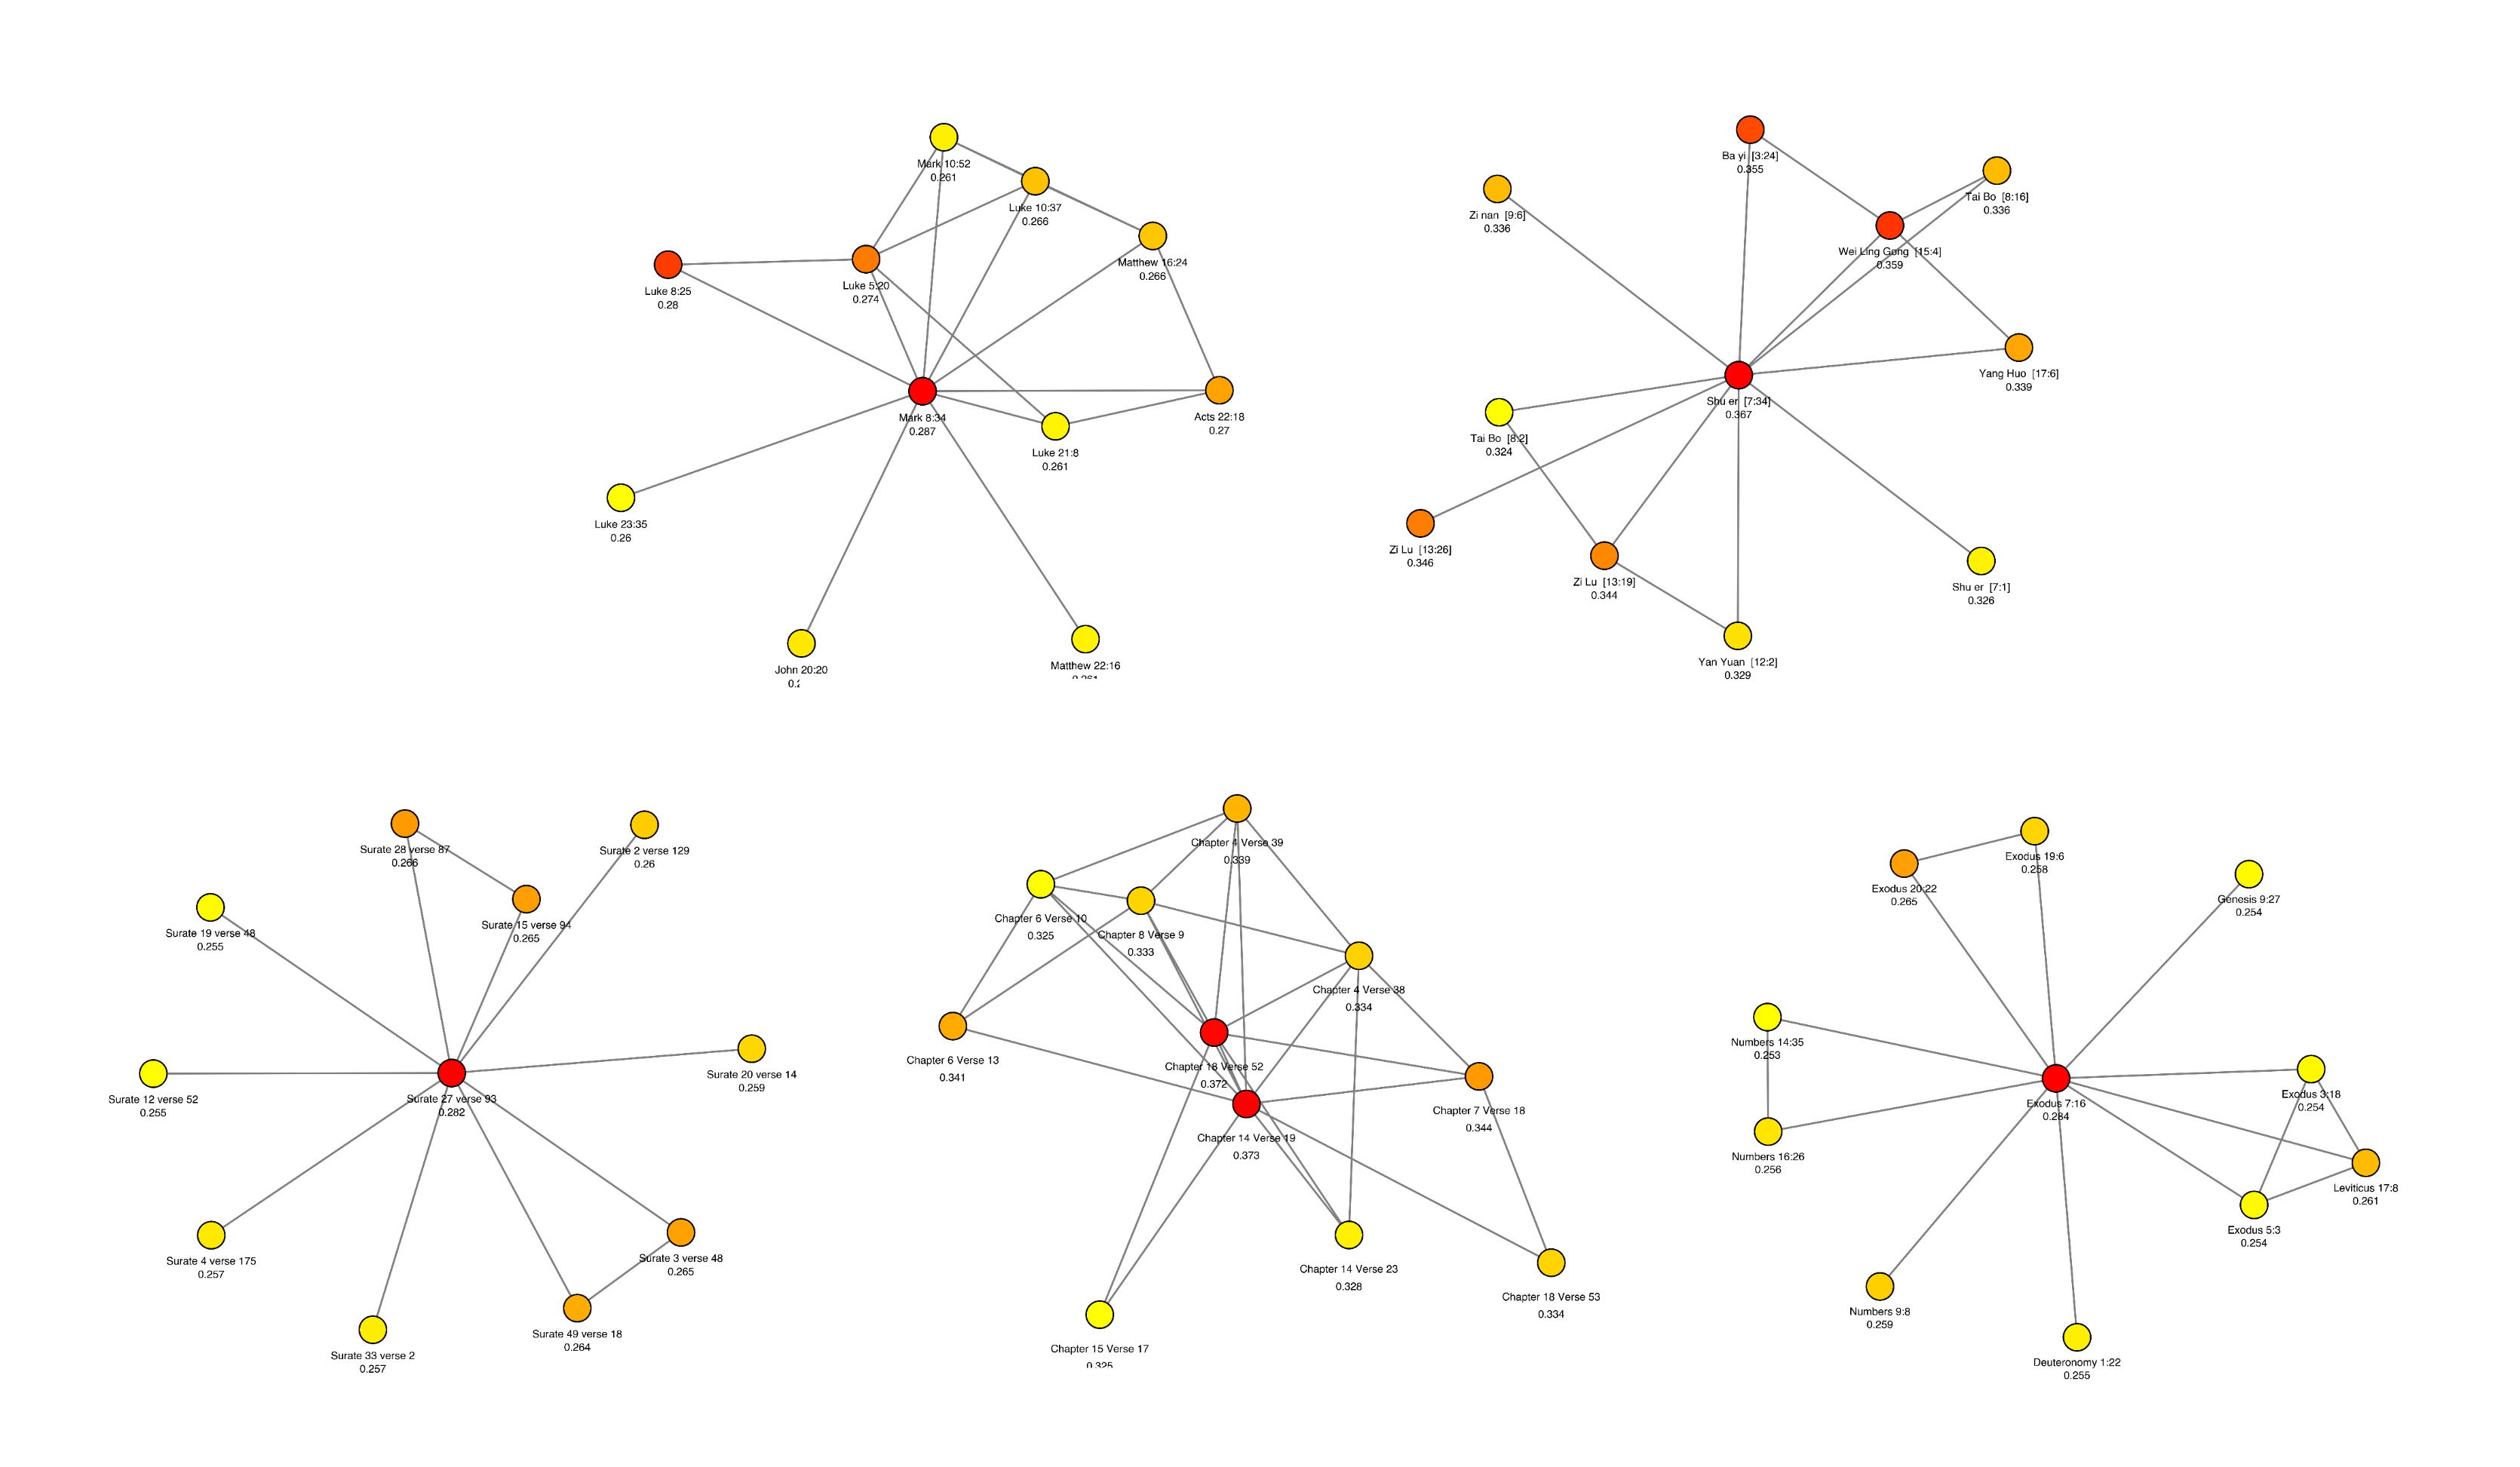 Mark 10:52
0.261
Luke 10:37
0.266
Matthew 16:24
0.266
Luke 8:25
0.28
Luke 5:20
0.274
Mark 8:34
0.287
Acts 22:18
0.27
Luke 21:8
0.261
Luke 23:35
0.26
John 20:20
Matthew 22:16
0.261
Ba yi [3:24]
0.355
Tai Bo [8:16]
0.336
Zi nan [9:6]
0.336
Wei Ling Gong [15:4]
0.359
Yang Huo [17:6]
0.339
Shu er [7:34]
0.367
Tai Bo [8:2]
0.324
Zi Lu [13:26]
0.346
Zi Lu [13:19]
0.344
Shu er [7:1]
0.326
Yan Yuan [12:2]
0.329
Surate 28 verse 87
0.266
Surate 2 verse 129
0.26
Surate 19 verse 48
0.255
Surate 15 verse 94
0.265
Surate 20 verse 14
0.259
Surate 12 verse 52
0.255
Surate 27 verse 93
0.282
Surate 4 verse 175
0.257
Surate 3 verse 48
0.265
Surate 49 verse 18
0.264
Surate 33 verse 2
0.257
Chapter 4 Verse 39
0.339
Chapter 6 Verse 10
0.325
Chapter 8 Verse 9
0.333
Chapter 4 Verse 38
0.334
Chapter 6 Verse 13
0.341
Chapter 18 Verse 52
0.372
Chapter 7 Verse 18
0.344
Chapter 14 Verse 19
0.373
Chapter 14 Verse 23
0.328
Chapter 18 Verse 53
0.334
Chapter 15 Verse 17
0.325
Exodus 19:6
0.258
Exodus 20:22
0.265
Genesis 9:27
0.254
Numbers 14:35
0.253
Exodus 3:18
0.254
Exodus 7:16
0.284
Numbers 16:26
0.256
Leviticus 17:8
0.261
Exodus 5:3
0.254
Numbers 9:8
0.259
Deuteronomy 1:22
0.255